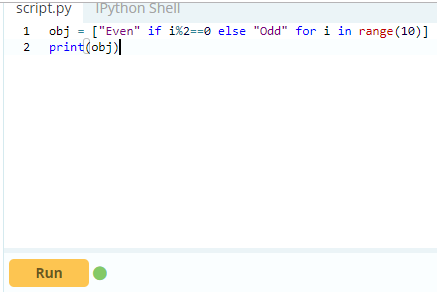 script.py IPython Shell
1 obj = ["Even" if i%2==0 else "Odd" for i in range(10)]
2 print(obj)
Run